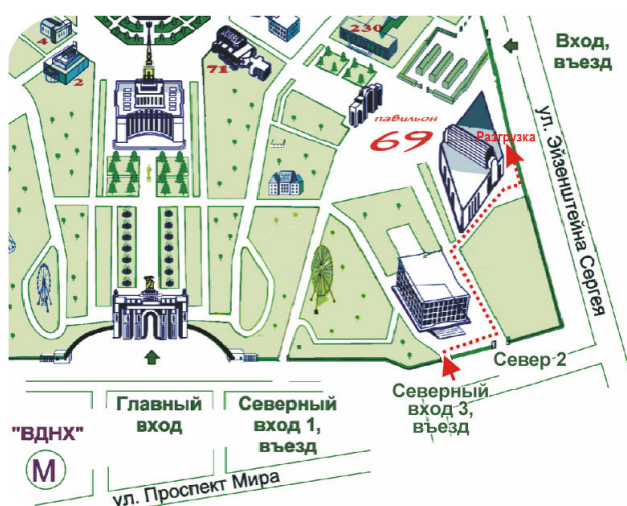 4
2
71
230
павильон
69
Вход,
въезд
Разгрузка
ул. Эйзенштейна Сергея
Север 2
Северный
вход 3,
въезд
Главный
вход
Северный
вход 1,
въезд
"ВДНХ"
М
ул. Проспект Мира